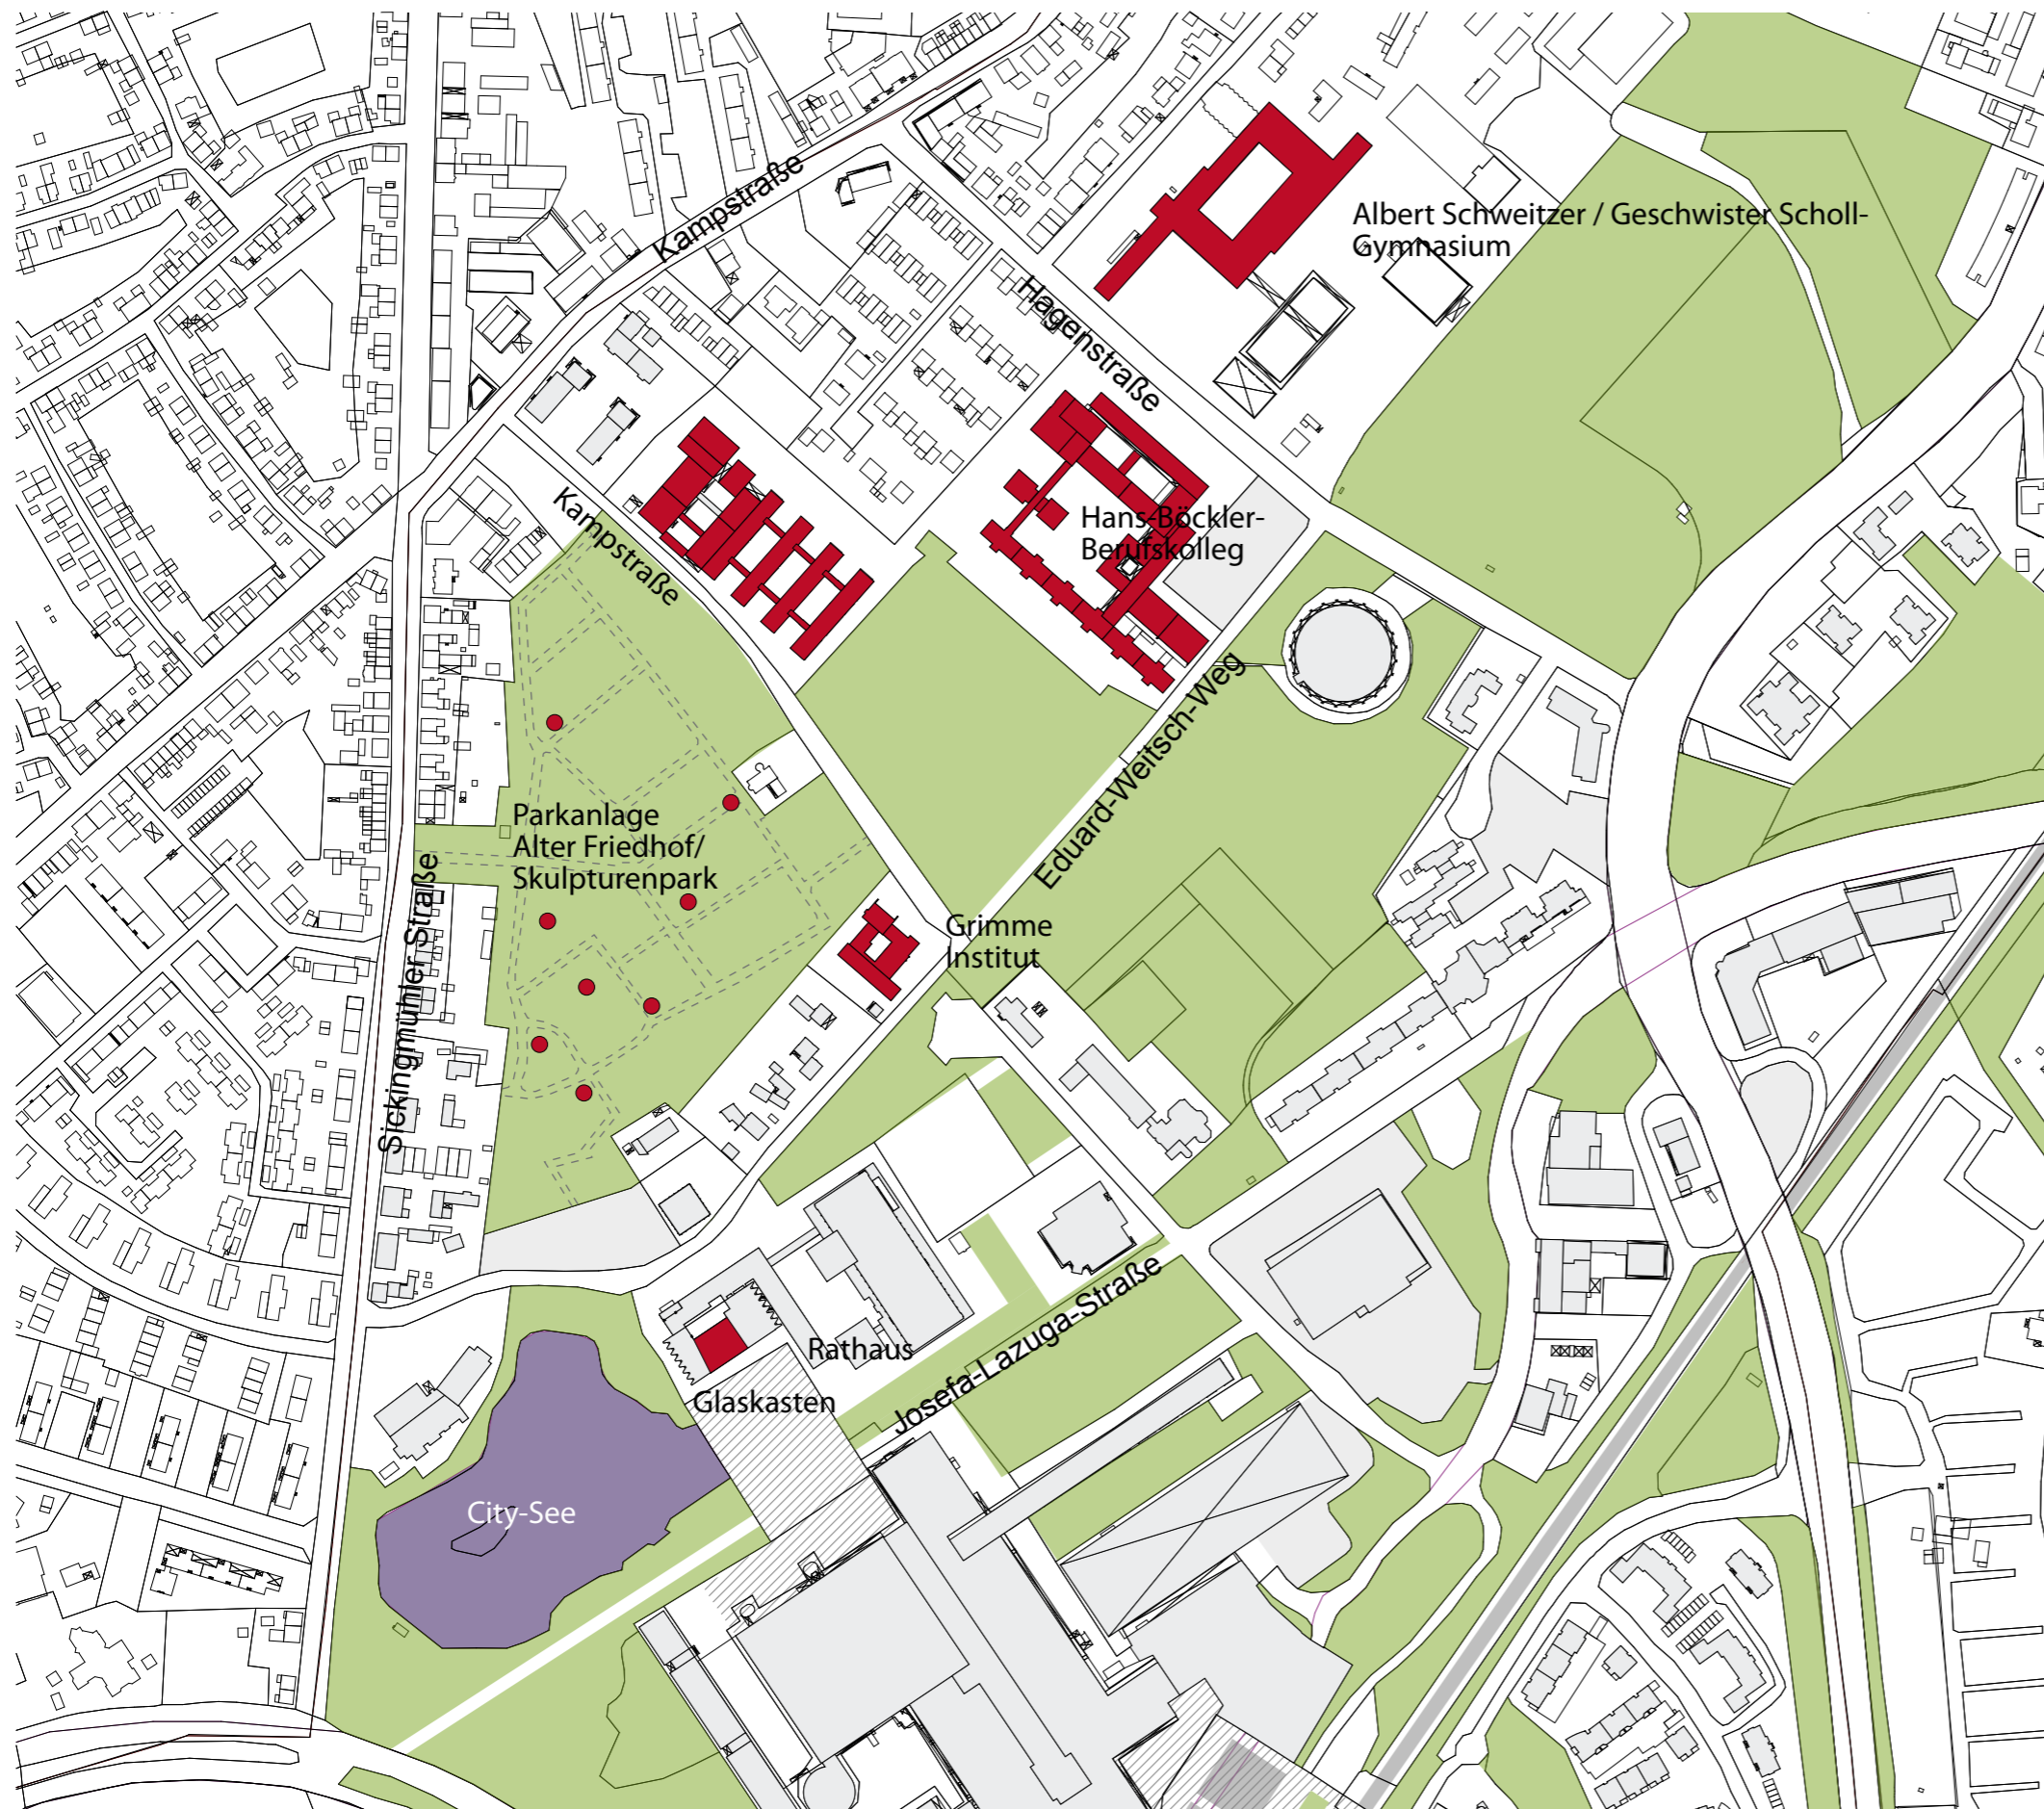 Kampstraße
Albert Schweitzer / Geschwister Scholl-
Gymnasium
Hagenstraße
Kampstraße
Hans-Böckler-
Berufskolleg
Eduard-Weitsch-Weg
Parkanlage
Alter Friedhof/
Skulpturenpark
Sickingmühler Straße
Grimme
Institut
Rathaus
Josefa-Lazuga-Straße
Glaskasten
City-See